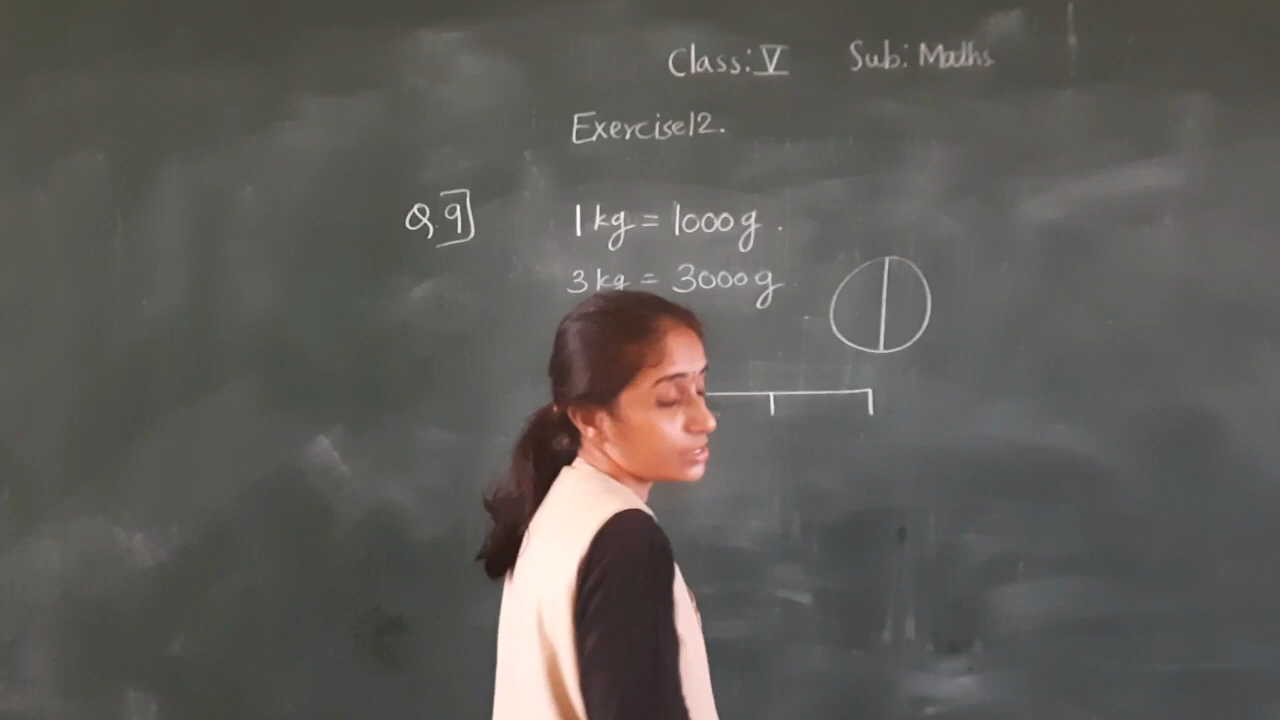 Class: V Sub: Maths
Exercise12.
Q.9] 1 kg = 1000 g.
3 kg = 3000 g